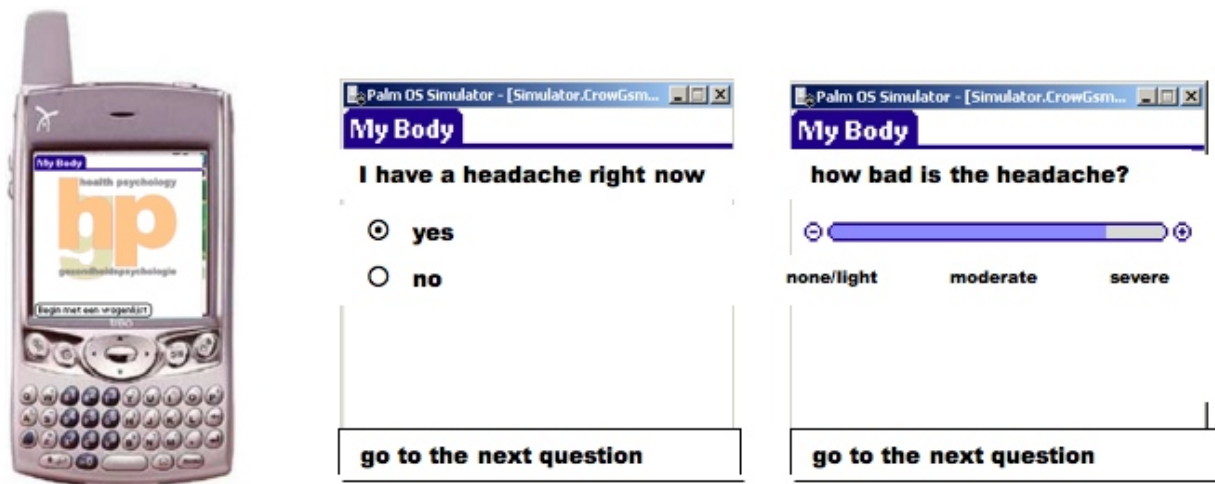 My Body
health psychology
hgp
gezondheidspsychologie
Begin met een vragenlijst
treo
Palm OS Simulator - [Simulator.CrowGsm...
My Body
I have a headache right now
yes
no
go to the next question
Palm OS Simulator - [Simulator.CrowGsm...
My Body
how bad is the headache?
none/light moderate severe
go to the next question